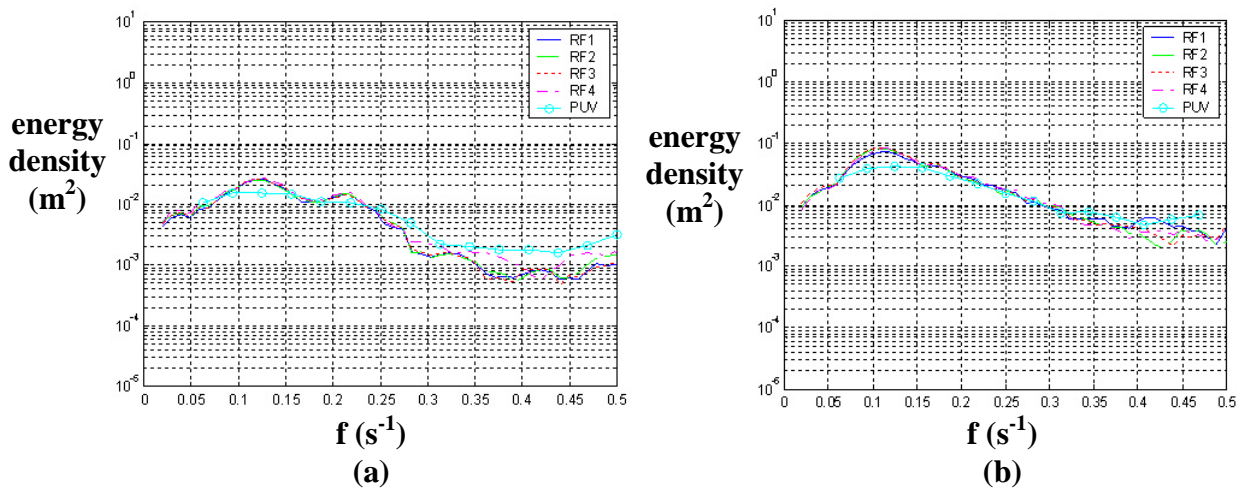 10^1
10^0
10^-1
10^-2
10^-3
10^-4
10^-5
energy
density
(m^2)
RF1
RF2
RF3
RF4
PUV
0 0.05 0.1 0.15 0.2 0.25 0.3 0.35 0.4 0.45 0.5
f (s^-1)
(a)
10^1
10^0
10^-1
10^-2
10^-3
10^-4
10^-6
energy
density
(m^2)
RF1
RF2
RF3
RF4
PUV
0 0.05 0.1 0.15 0.2 0.25 0.3 0.35 0.4 0.45 0.5
f (s^-1)
(b)